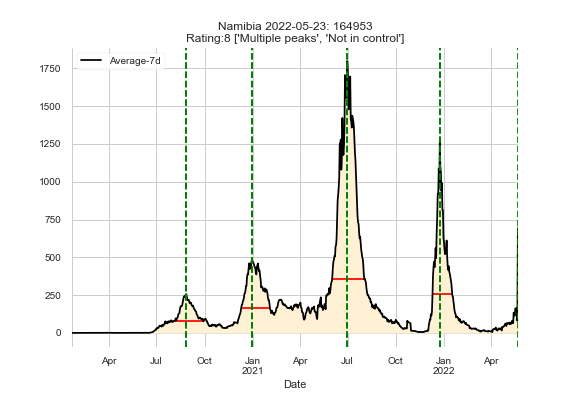 Namibia 2022-05-23: 164953
Rating:8 ['Multiple peaks', 'Not in control']
Average-7d
1750
1500
1250
1000
750
500
250
0
Apr Jul Oct Jan Apr Jul Oct Jan Apr
2021 2022
Date